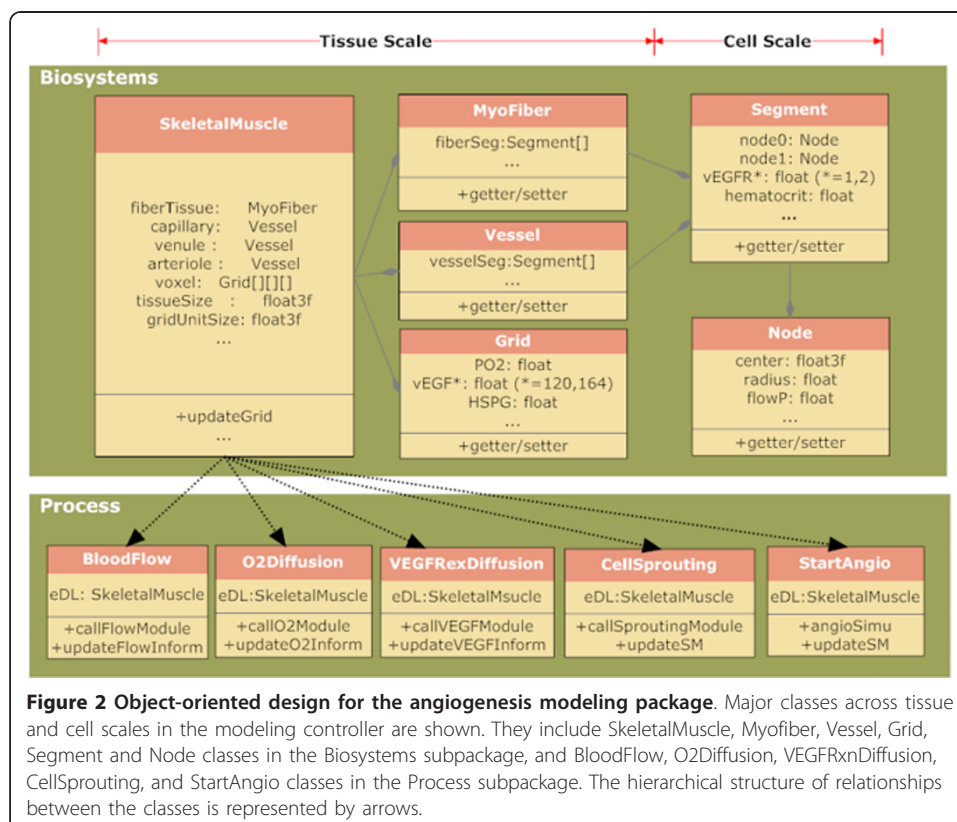 Tissue Scale
Cell Scale
Biosystems
SkeletalMuscle
fiberTissue: MyoFiber
capillary: Vessel
venule : Vessel
arteriole : Vessel
voxel: Grid[][][]
tissueSize : float3f
gridUnitSize: float3f
...
+updateGrid
...
MyoFiber
fiberSeg:Segment[]
...
+getter/setter
Vessel
vesselSeg:Segment[]
...
+getter/setter
Grid
PO2: float
vEGF*: float (*=120,164)
HSPG: float
...
+getter/setter
Segment
node0: Node
node1: Node
vEGFR*: float (*=1,2)
hematocrit: float
...
+getter/setter
Node
center: float3f
radius: float
flowP: float
...
+getter/setter
Process
BloodFlow
eDL: SkeletalMuscle
+callFlowModule
+updateFlowInform
O2Diffusion
eDL:SkeletalMuscle
+callO2Module
+updateO2Inform
VEGFRexDiffusion
eDL:SkeletalMsucle
+callVEGFModule
+updateVEGFInform
CellSprouting
eDL:SkeletalMuscle
+callSproutingModule
+updateSM
StartAngio
eDL:SkeletalMuscle
+angioSimu
+updateSM
Figure 2 Object-oriented design for the angiogenesis modeling package. Major classes across tissue
and cell scales in the modeling controller are shown. They include SkeletalMuscle, Myofiber, Vessel, Grid,
Segment and Node classes in the Biosystems subpackage, and BloodFlow, O2Diffusion, VEGFRxnDiffusion,
CellSprouting, and StartAngio classes in the Process subpackage. The hierarchical structure of relationships
between the classes is represented by arrows.